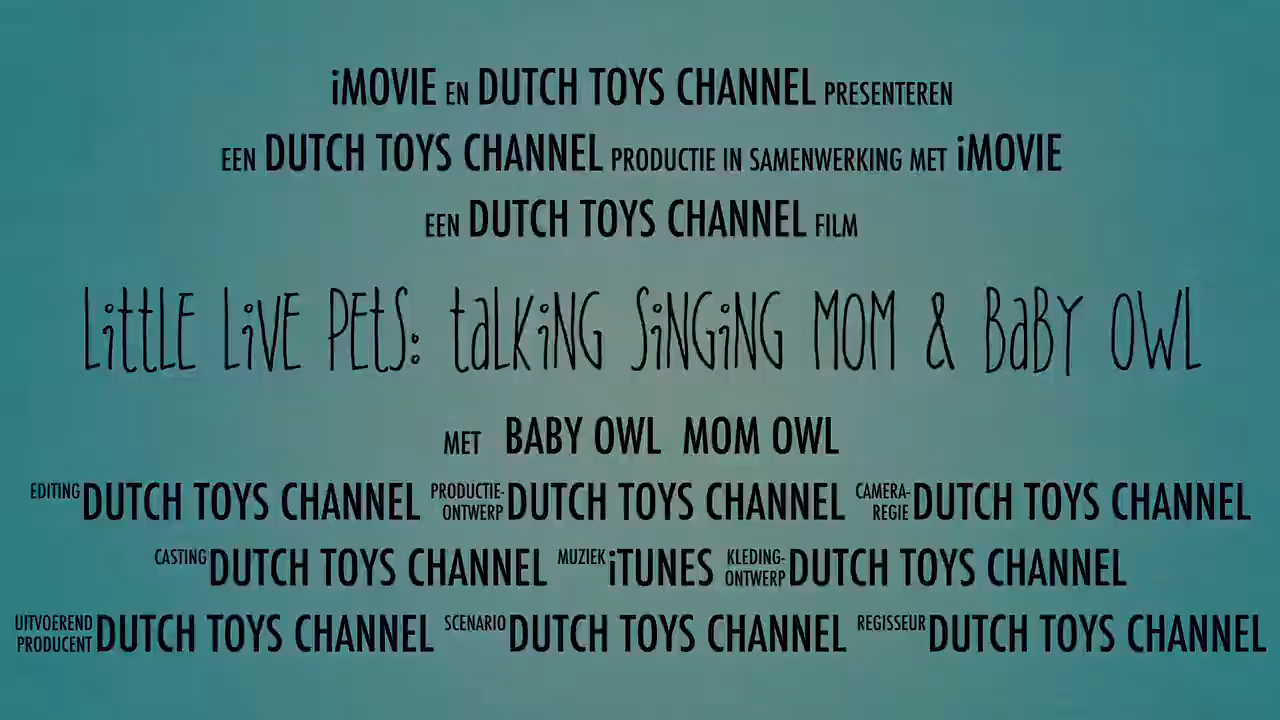 iMOVIE EN DUTCH TOYS CHANNEL PRESENTEREN
EEN DUTCH TOYS CHANNEL PRODUCTIE IN SAMENWERKING MET iMOVIE
EEN DUTCH TOYS CHANNEL FILM
LittLE LiVE PEtS: taLKiNG SiNGiNG MOM & BaBY OWL
MET BABY OWL MOM OWL
EDITING DUTCH TOYS CHANNEL PRODUCTIE-ONTWERP DUTCH TOYS CHANNEL CAMERA-REGIE DUTCH TOYS CHANNEL
CASTING DUTCH TOYS CHANNEL MUZIEK iTUNES KLEDING-ONTWERP DUTCH TOYS CHANNEL
UITVOEREND PRODUCENT DUTCH TOYS CHANNEL SCENARIO DUTCH TOYS CHANNEL REGISSEUR DUTCH TOYS CHANNEL